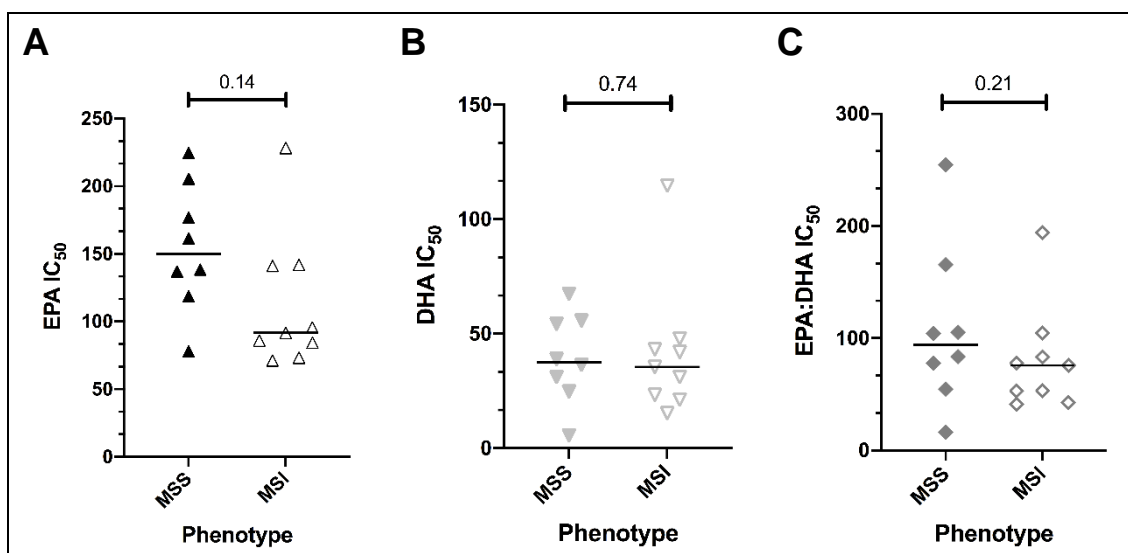 A
0.14
250
200
150
100
50
0
EPA IC50
MSS
MSI
Phenotype
B
0.74
150
100
50
0
DHA IC50
MSS
MSI
Phenotype
C
0.21
300
200
100
0
EPA:DHA IC50
MSS
MSI
Phenotype